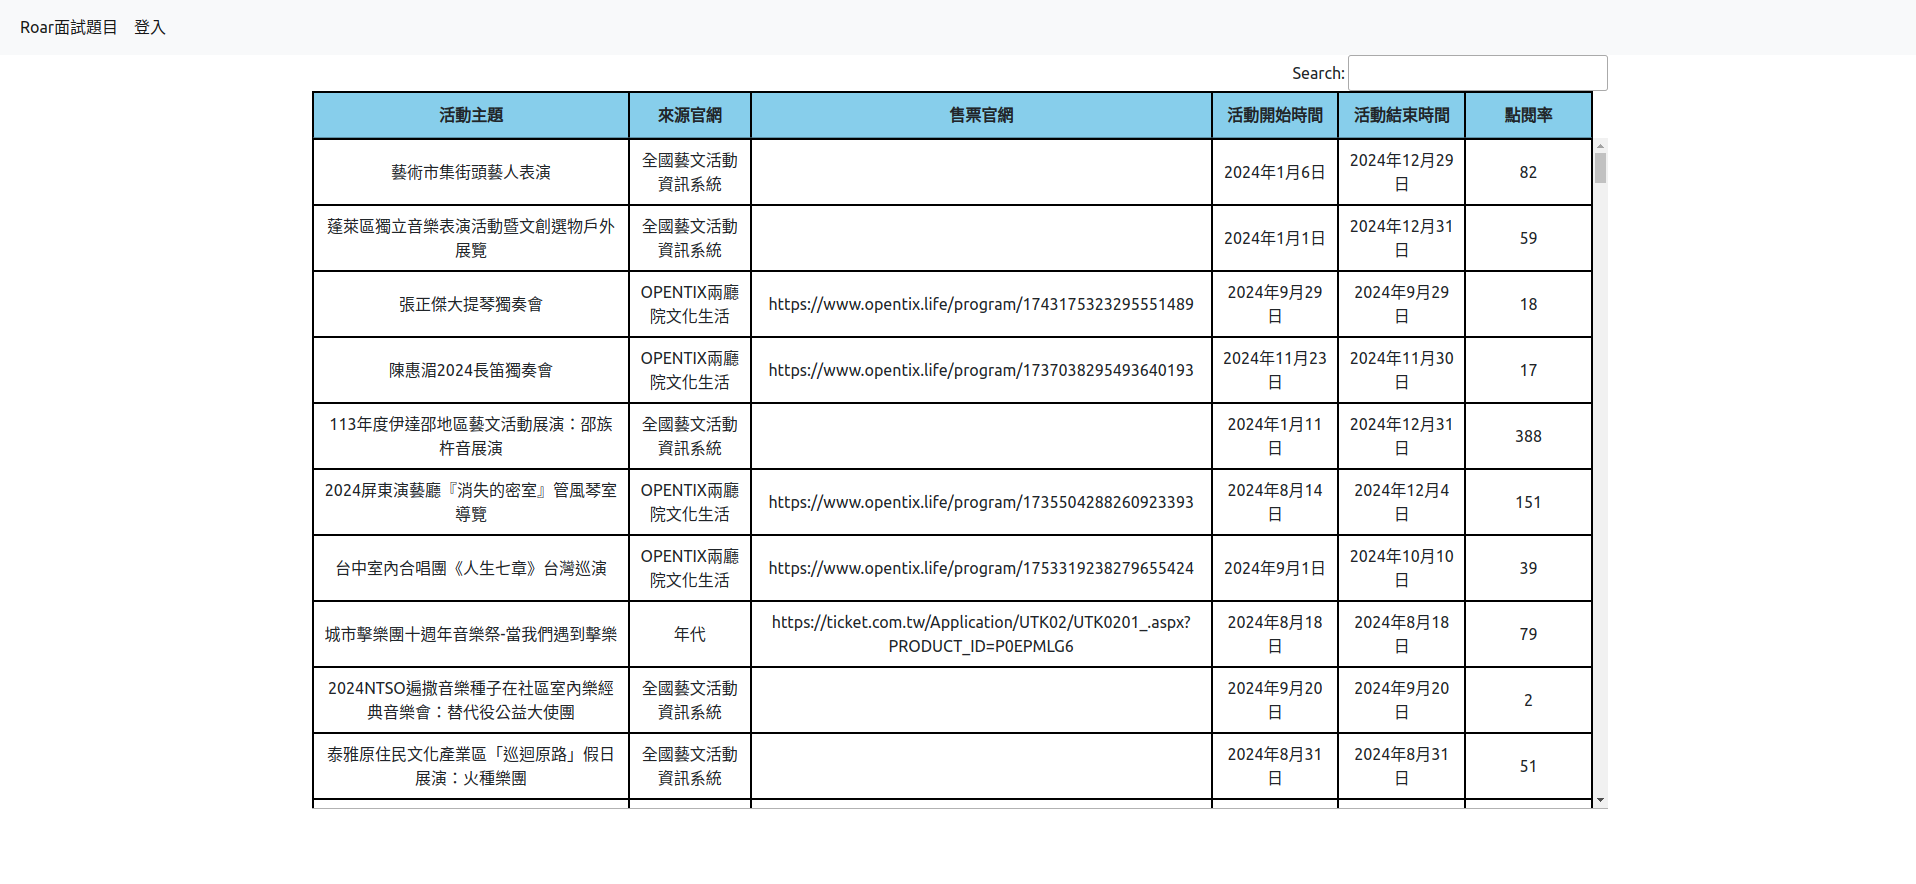 Roar面試題目 登入
Search:
活動主題 來源官網 售票官網 活動開始時間 活動結束時間 點閱率
藝術市集街頭藝人表演 全國藝文活動 2024年1月6日 2024年12月29 82
資訊系統 日
蓬萊區獨立音樂表演活動暨文創選物戶外 全國藝文活動 2024年1月1日 2024年12月31 59
展覽 資訊系統 日
張正傑大提琴獨奏會 OPENTIX兩廳 https://www.opentix.life/program/1743175323295551489 2024年9月29 2024年9月29 18
院文化生活 日 日
陳惠湄2024長笛獨奏會 OPENTIX兩廳 https://www.opentix.life/program/1737038295493640193 2024年11月23 2024年11月30 17
院文化生活 日 日
113年度伊達邵地區藝文活動展演：邵族 全國藝文活動 2024年1月11 2024年12月31 388
杵音展演 資訊系統 日 日
2024屏東演藝廳『消失的密室』管風琴室 OPENTIX兩廳 https://www.opentix.life/program/1735504288260923393 2024年8月14 2024年12月4 151
導覽 院文化生活 日 日
台中室內合唱團《人生七章》台灣巡演 OPENTIX兩廳 https://www.opentix.life/program/1753319238279655424 2024年9月1日 2024年10月10 39
院文化生活 日
城市擊樂團十週年音樂祭-當我們遇到擊樂 年代 https://ticket.com.tw/Application/UTK02/UTK0201_.aspx? 2024年8月18 2024年8月18 79
PRODUCT_ID=P0EPMLG6 日 日
2024NTSO遍撒音樂種子在社區室內樂經 全國藝文活動 2024年9月20 2024年9月20 2
典音樂會：替代役公益大使團 資訊系統 日 日
泰雅原住民文化產業區「巡迴原路」假日 全國藝文活動 2024年8月31 2024年8月31 51
展演：火種樂團 資訊系統 日 日